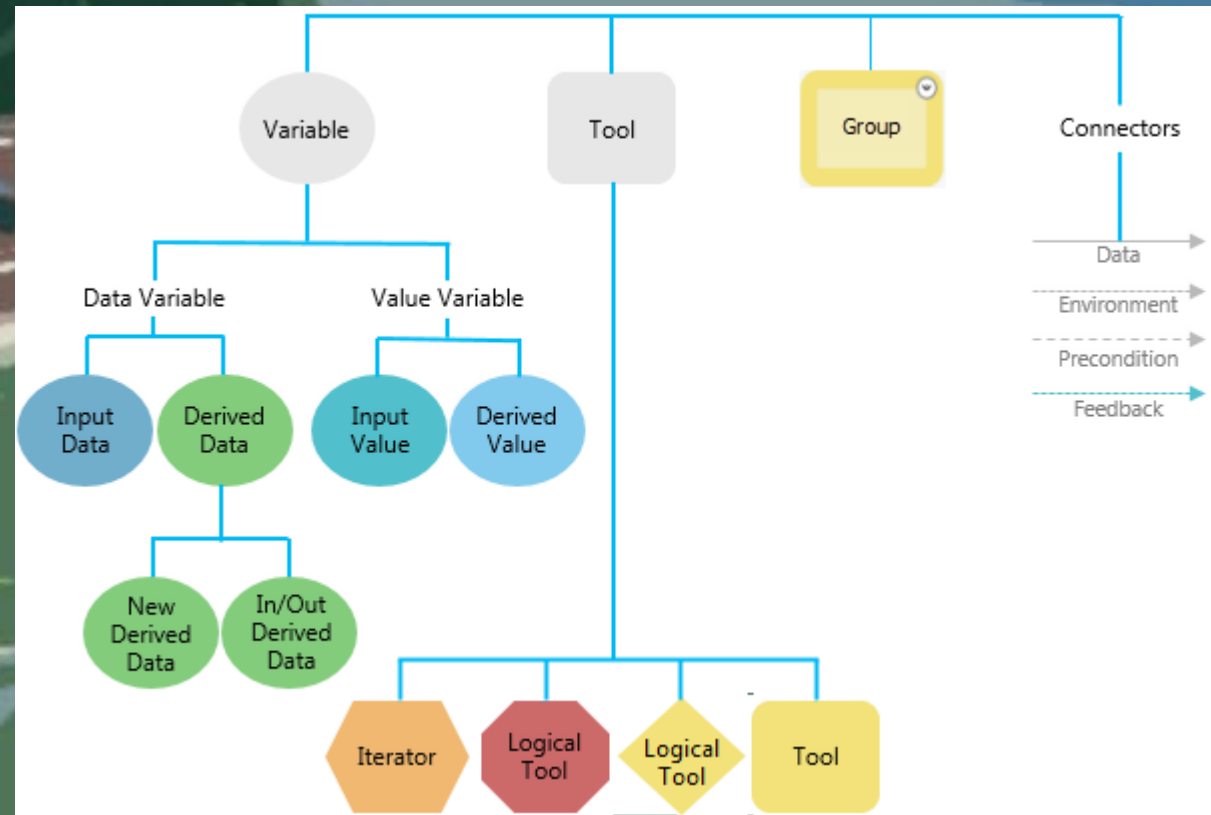 Variable
Tool
Group
Connectors
Data Variable
Value Variable
Data
Environment
Precondition
Feedback
Input
Data
Derived
Data
Input
Value
Derived
Value
New
Derived
Data
In/Out
Derived
Data
Iterator
Logical
Tool
Logical
Tool
Tool